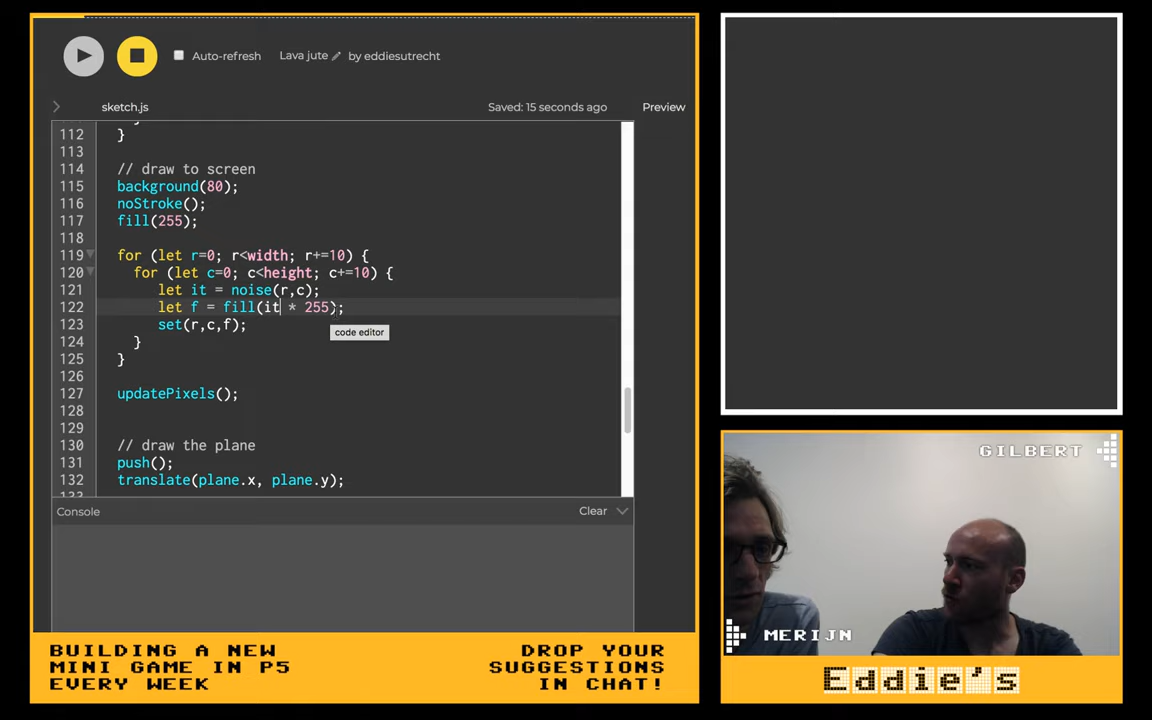 Auto-refresh Lava jute by eddiesutrecht
sketch.js Saved: 15 seconds ago Preview
112 }
113
114 // draw to screen
115 background(80);
116 noStroke();
117 fill(255);
118
119 for (let r=0; r<width; r+=10) {
120 for (let c=0; c<height; c+=10) {
121 let it = noise(r,c);
122 let f = fill(it * 255);
123 set(r,c,f);
124 }
125 }
126
127 updatePixels();
128
129
130 // draw the plane
131 push();
132 translate(plane.x, plane.y);
code editor
Console Clear
GILBERT
MERIJN
BUILDING A NEW
MINI GAME IN P5
EVERY WEEK
DROP YOUR
SUGGESTIONS
IN CHAT!
Eddie's